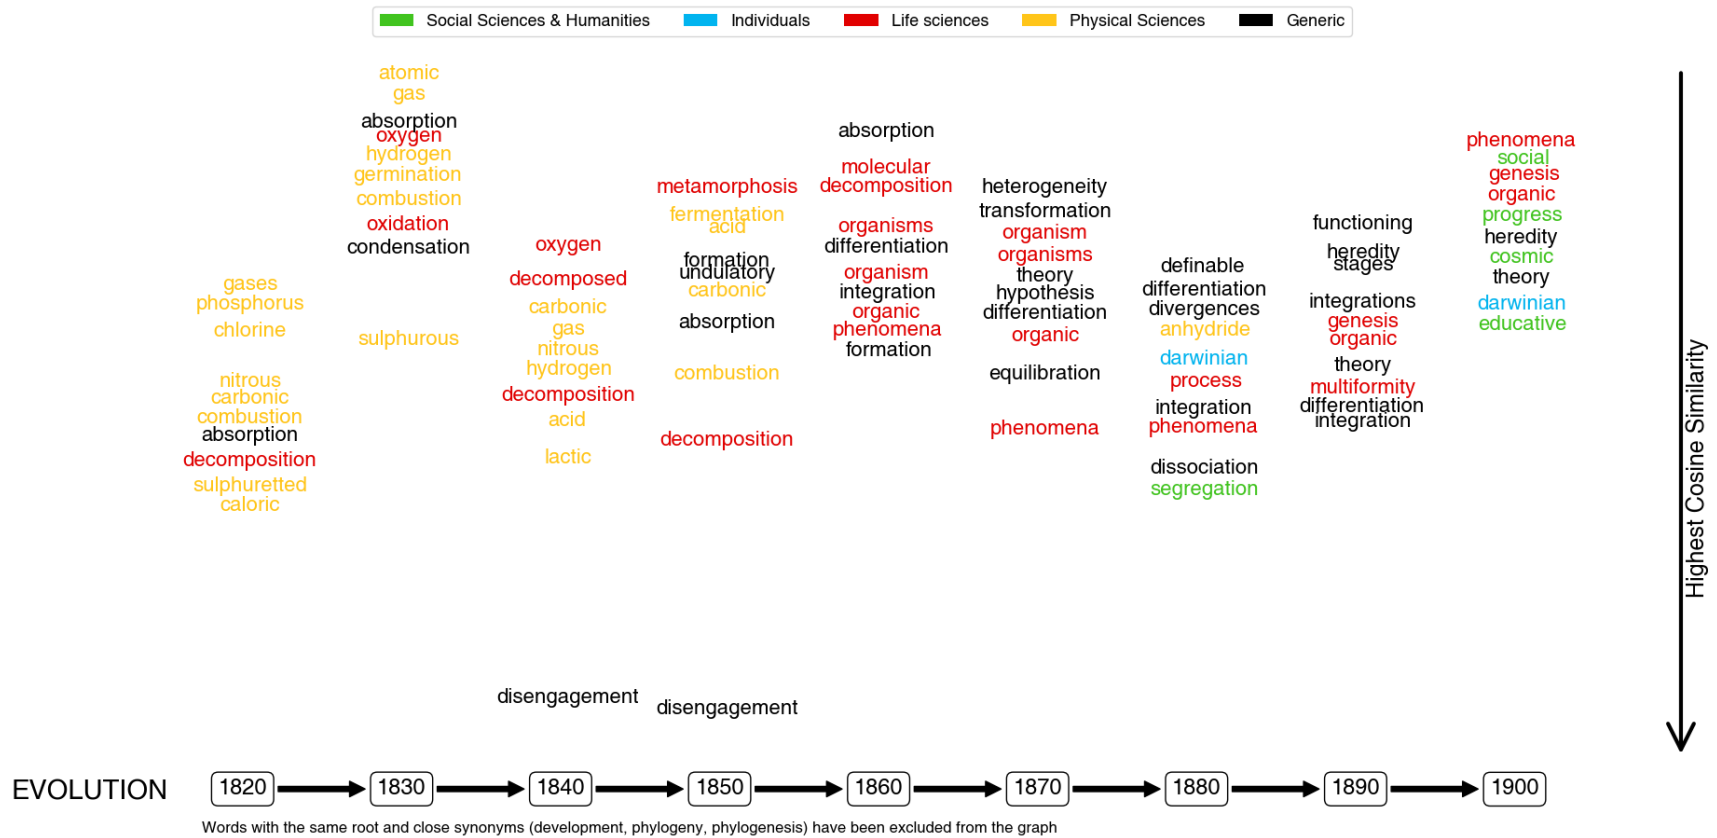 Social Sciences & Humanities Individuals Life sciences Physical Sciences Generic
gases
phosphorus
chlorine
nitrous
carbonic
combustion
absorption
decomposition
sulphuretted
caloric
atomic
gas
absorption
oxygen
hydrogen
germination
combustion
oxidation
condensation
sulphurous
oxygen
decomposed
carbonic
gas
nitrous
hydrogen
decomposition
acid
lactic
disengagement
metamorphosis
fermentation
acid
formation
undulatory
carbonic
absorption
combustion
decomposition
disengagement
absorption
molecular
decomposition
organisms
differentiation
organism
integration
organic
phenomena
formation
heterogeneity
transformation
organism
organisms
theory
hypothesis
differentiation
organic
equilibration
phenomena
definable
differentiation
divergences
anhydride
darwinian
process
integration
phenomena
dissociation
segregation
functioning
heredity
stages
integrations
genesis
organic
theory
multiformity
differentiation
integration
phenomena
social
genesis
organic
progress
heredity
cosmic
theory
darwinian
educative
Highest Cosine Similarity
EVOLUTION 1820 1830 1840 1850 1860 1870 1880 1890 1900
Words with the same root and close synonyms (development, phylogeny, phylogenesis) have been excluded from the graph